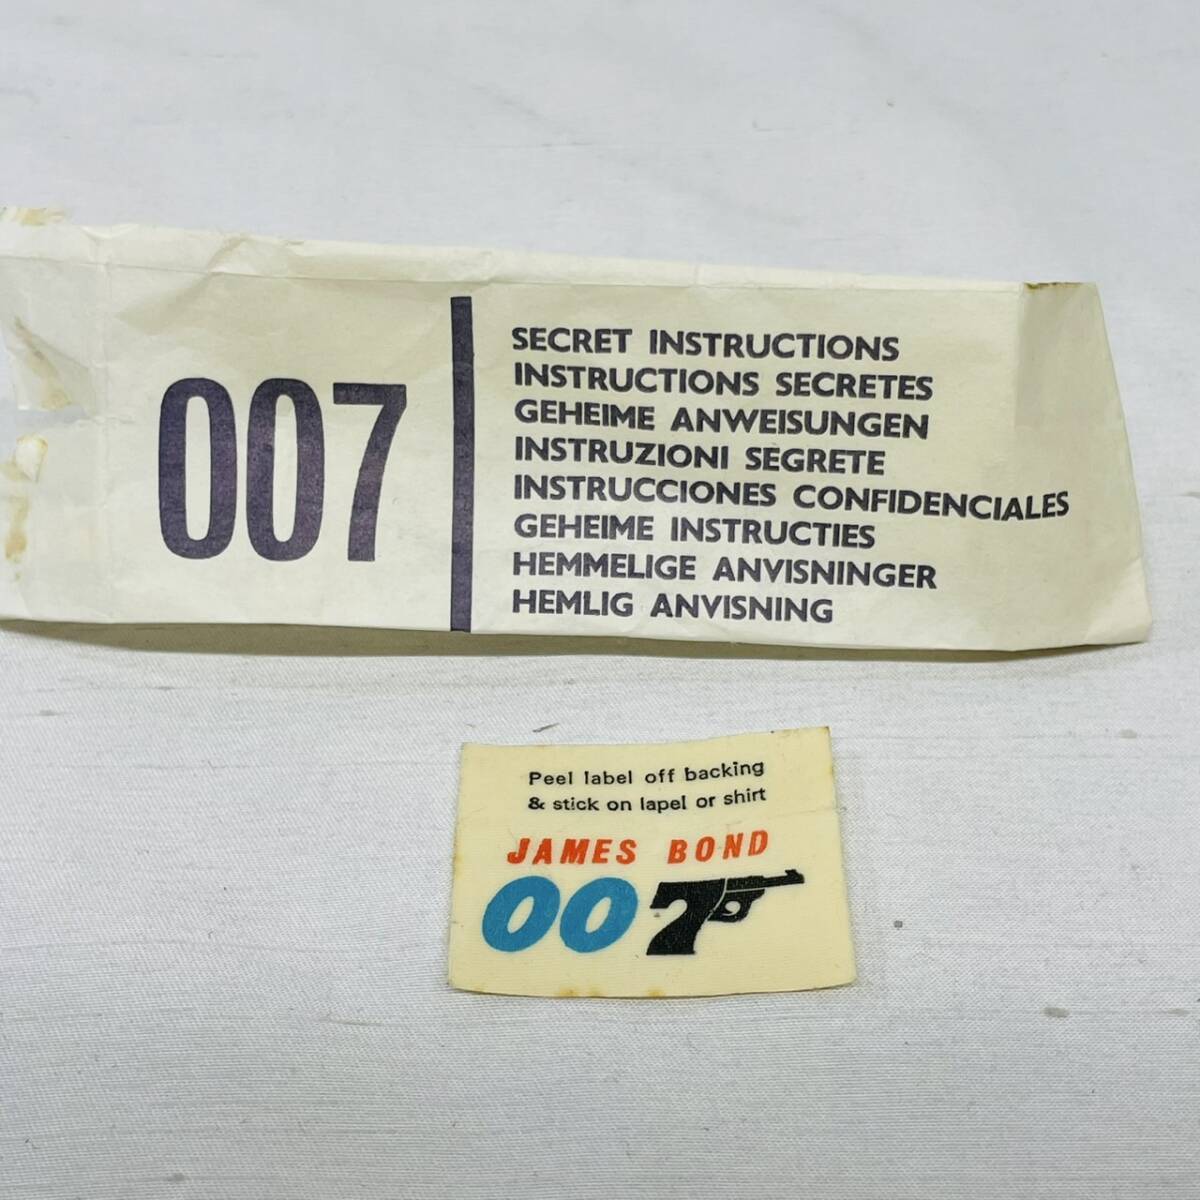 007
SECRET INSTRUCTIONS
INSTRUCTIONS SECRETES
GEHEIME ANWEISUNGEN
INSTRUZIONI SEGRETE
INSTRUCCIONES CONFIDENCIALES
GEHEIME INSTRUCTIES
HEMMELIGE ANVISNINGER
HEMLIG ANVISNING
Peel label off backing
& stick on lapel or shirt
JAMES BOND
007